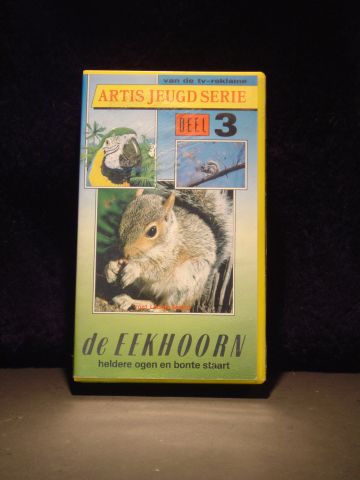 van de tv-reklame
ARTIS JEUGD SERIE
DEEL 3
de EEKHOORN
heldere ogen en bonte staart